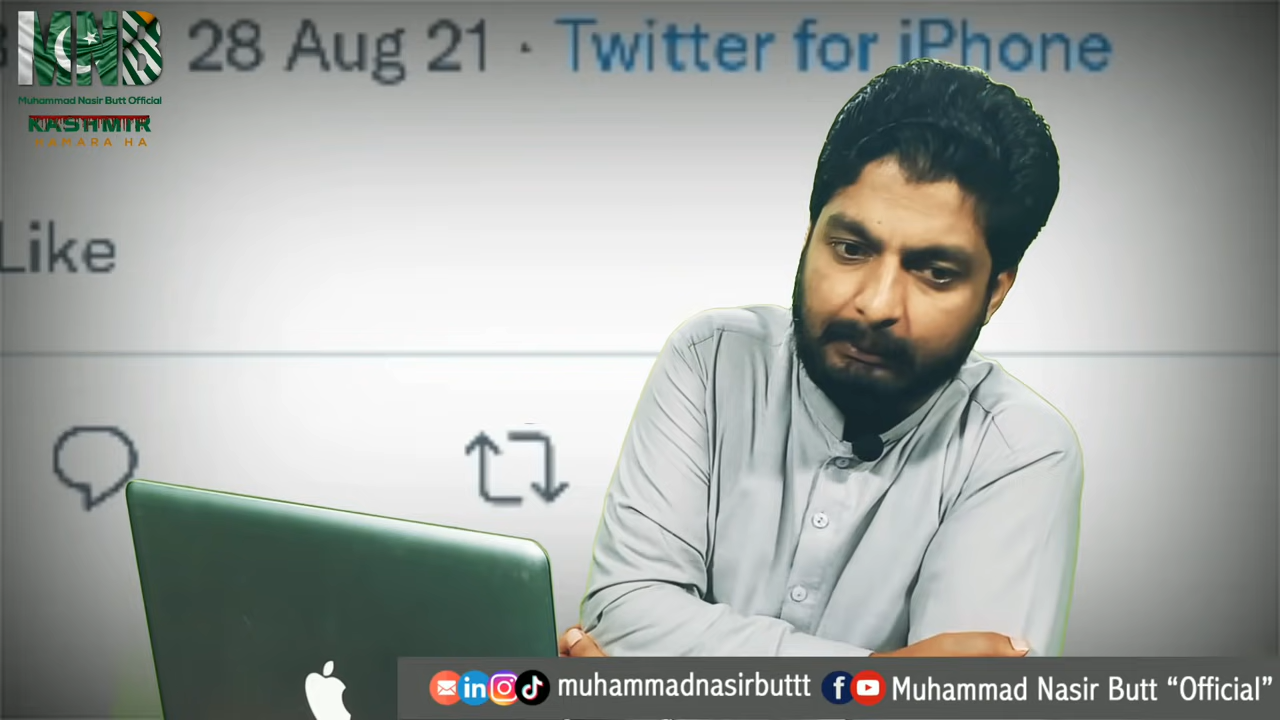 28 Aug 21 · Twitter for iPhone
MNB
Muhammad Nasir Butt Official
KASHMIR
HAMARA HA
Like
muhammadnasirbuttt
Muhammad Nasir Butt “Official”